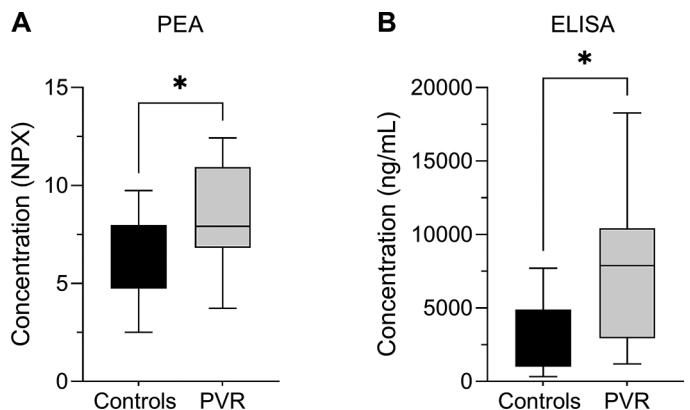 A
PEA
Concentration (NPX)
15
10
5
0
*
Controls
PVR
B
ELISA
Concentration (ng/mL)
20000
15000
10000
5000
0
*
Controls
PVR